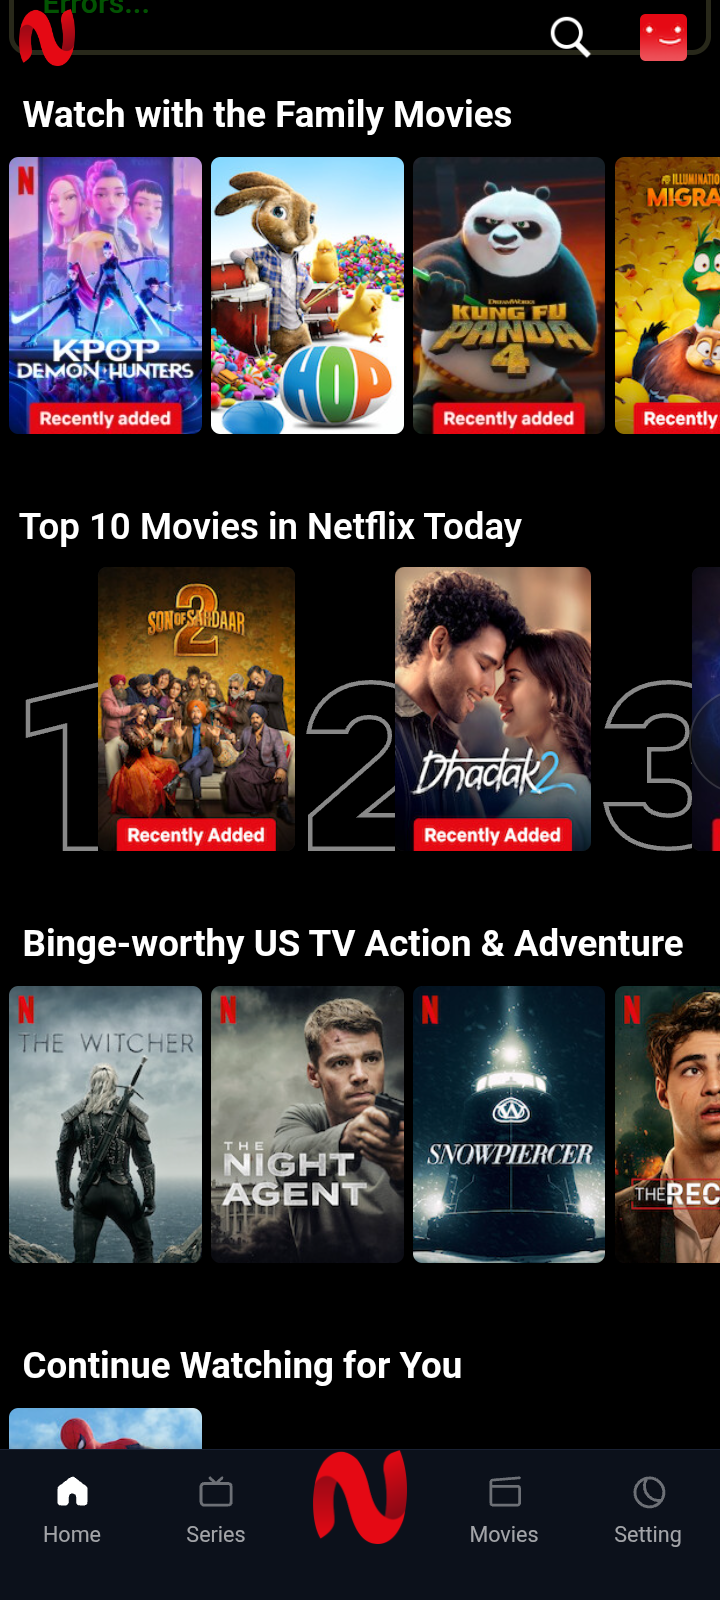 Errors...
Watch with the Family Movies
N
KPOP
DEMON HUNTERS
Recently added
HOP
DREAMWORKS
KUNG FU
PANDA
4
Recently added
ILLUMINATIO
MIGRA
Recently
Top 10 Movies in Netflix Today
1
2
SON OF SARDAAR
Recently Added
2
Dhadak 2
Recently Added
3
Binge-worthy US TV Action & Adventure
N
THE WITCHER
N
THE
NIGHT
AGENT
N
W
SNOWPIERCER
N
THE REC
Continue Watching for You
N
Home
Series
Movies
Setting